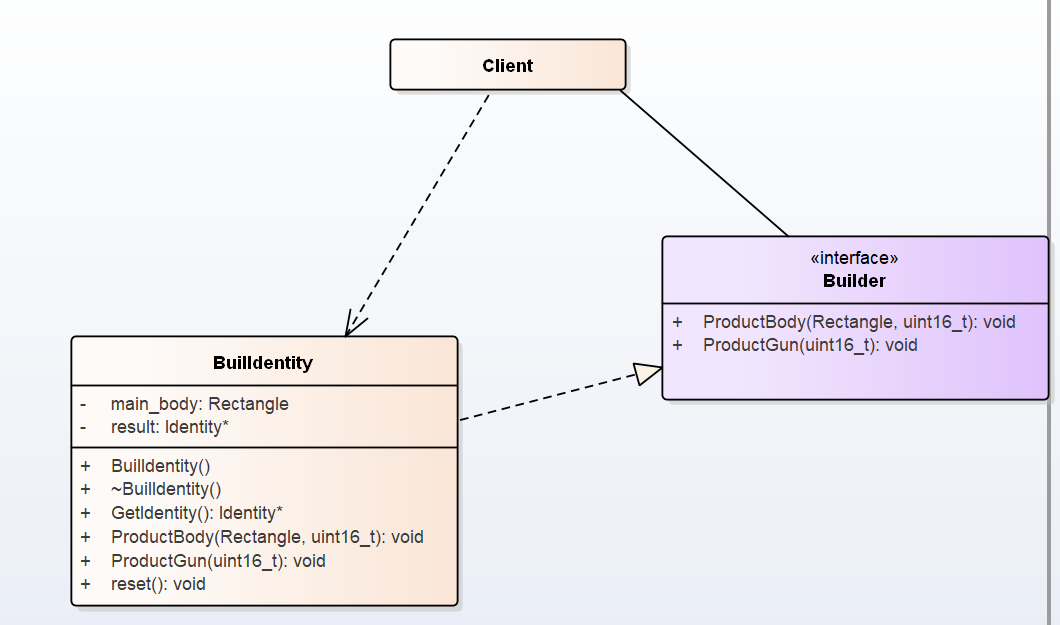 Client
«interface»
Builder
+ ProductBody(Rectangle, uint16_t): void
+ ProductGun(uint16_t): void
BuilIdentity
- main_body: Rectangle
- result: Identity*
+ BuilIdentity()
+ ~BuilIdentity()
+ GetIdentity(): Identity*
+ ProductBody(Rectangle, uint16_t): void
+ ProductGun(uint16_t): void
+ reset(): void